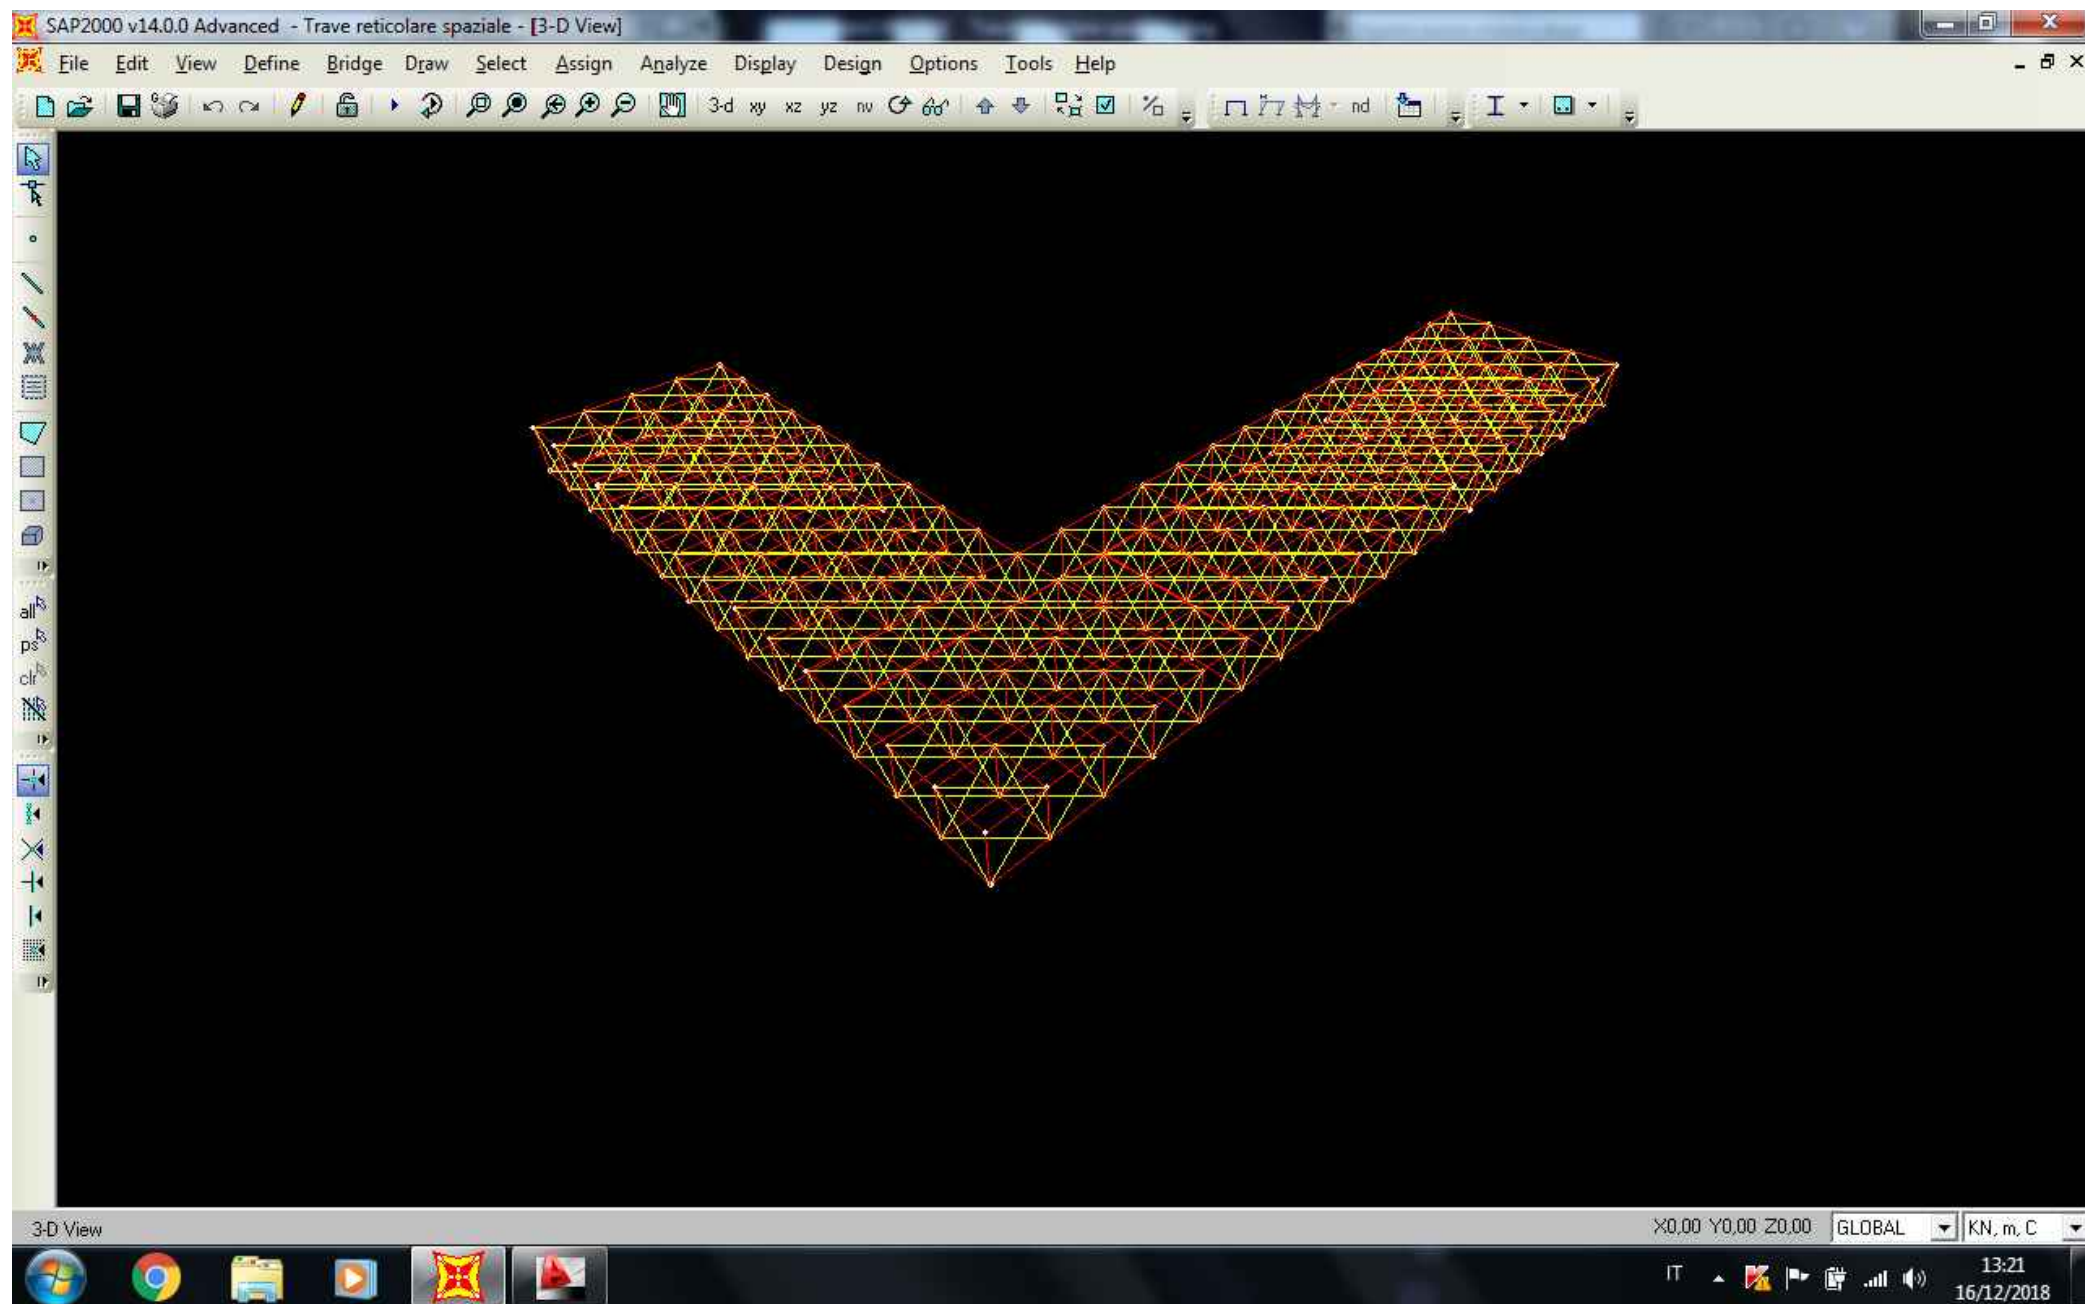 SAP2000 v14.0.0 Advanced - Trave reticolare spaziale - [3-D View]
File Edit View Define Bridge Draw Select Assign Analyze Display Design Options Tools Help
3-d xy xz yz nv nd
all
ps
clr
3-D View X0,00 Y0,00 Z0,00 GLOBAL KN, m, C
IT 13:21
16/12/2018